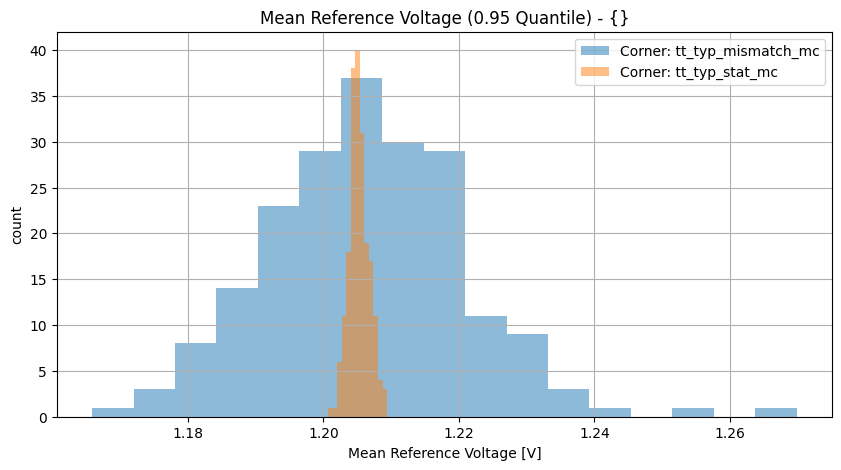 Mean Reference Voltage (0.95 Quantile) - {}
Corner: tt_typ_mismatch_mc
Corner: tt_typ_stat_mc
40
35
30
25
20
15
10
5
0
count
1.18 1.20 1.22 1.24 1.26
Mean Reference Voltage [V]